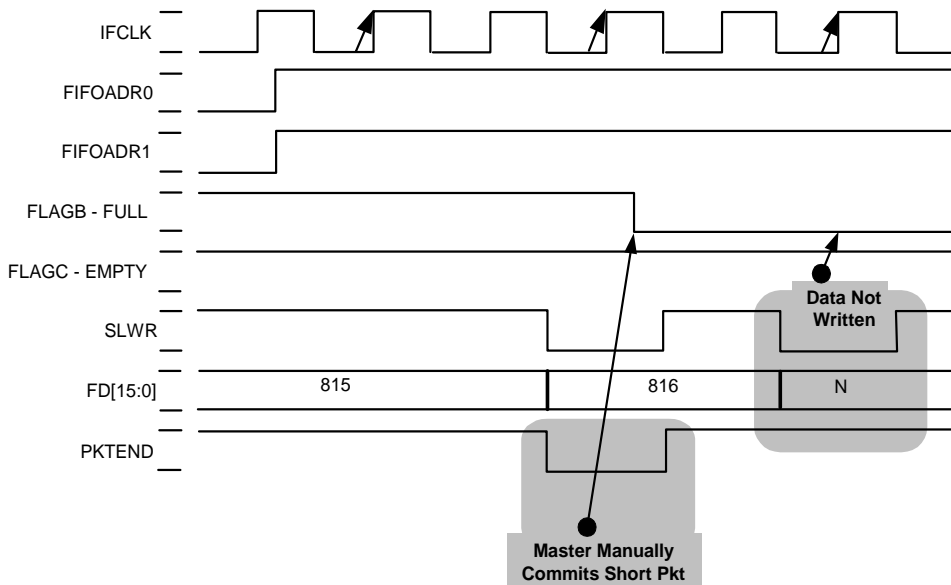 IFCLK
FIFOADR0
FIFOADR1
FLAGB - FULL
FLAGC - EMPTY
Data Not
Written
SLWR
FD[15:0]
815
816
N
PKTEND
Master Manually
Commits Short Pkt